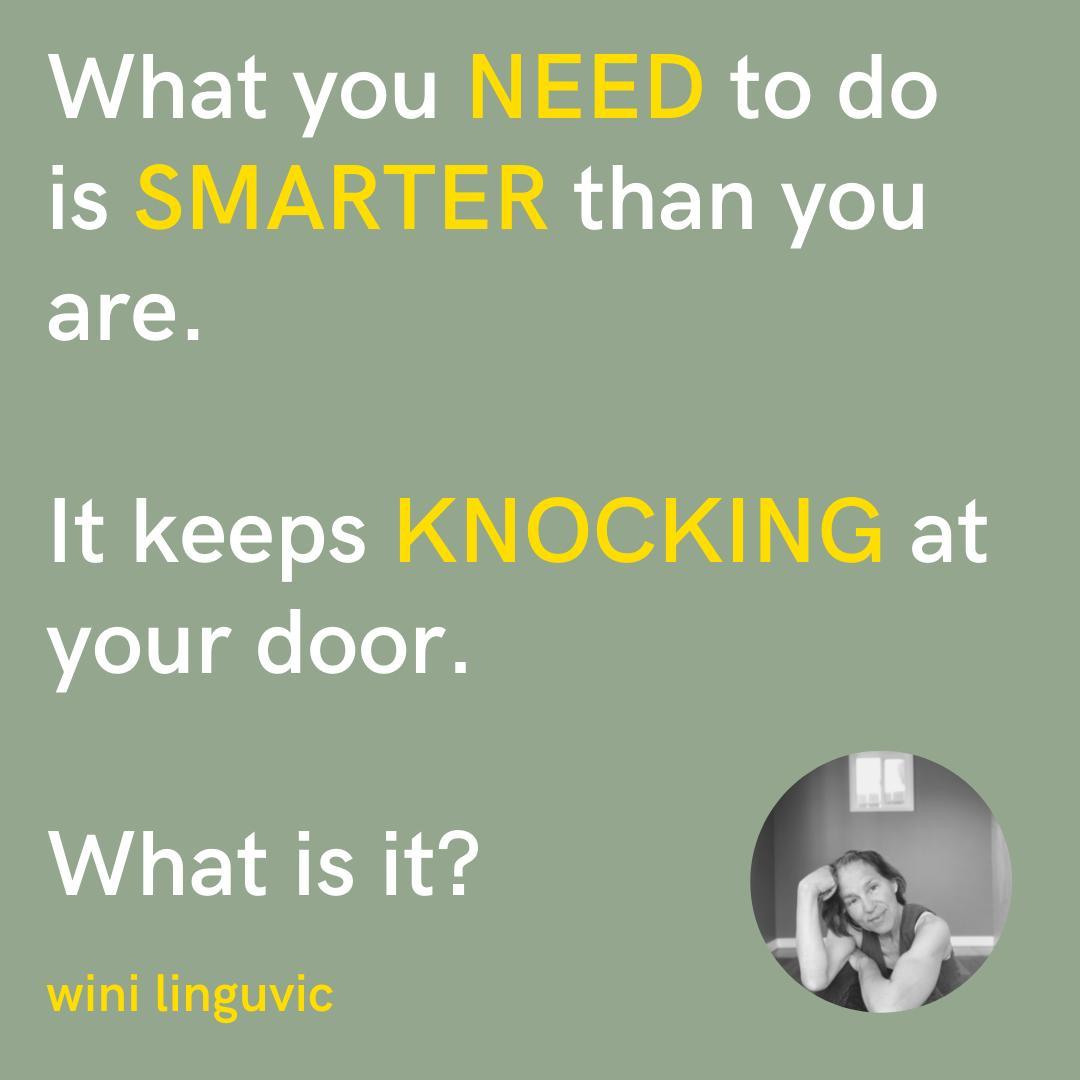 What you NEED to do
is SMARTER than you
are.
It keeps KNOCKING at
your door.
What is it?
wini linguvic